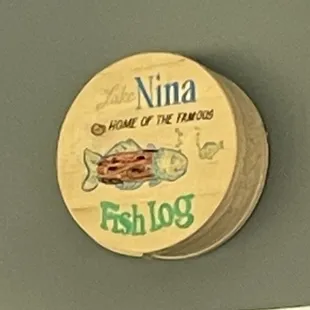 Lake Nina
HOME OF THE FAMOUS
Fish Log